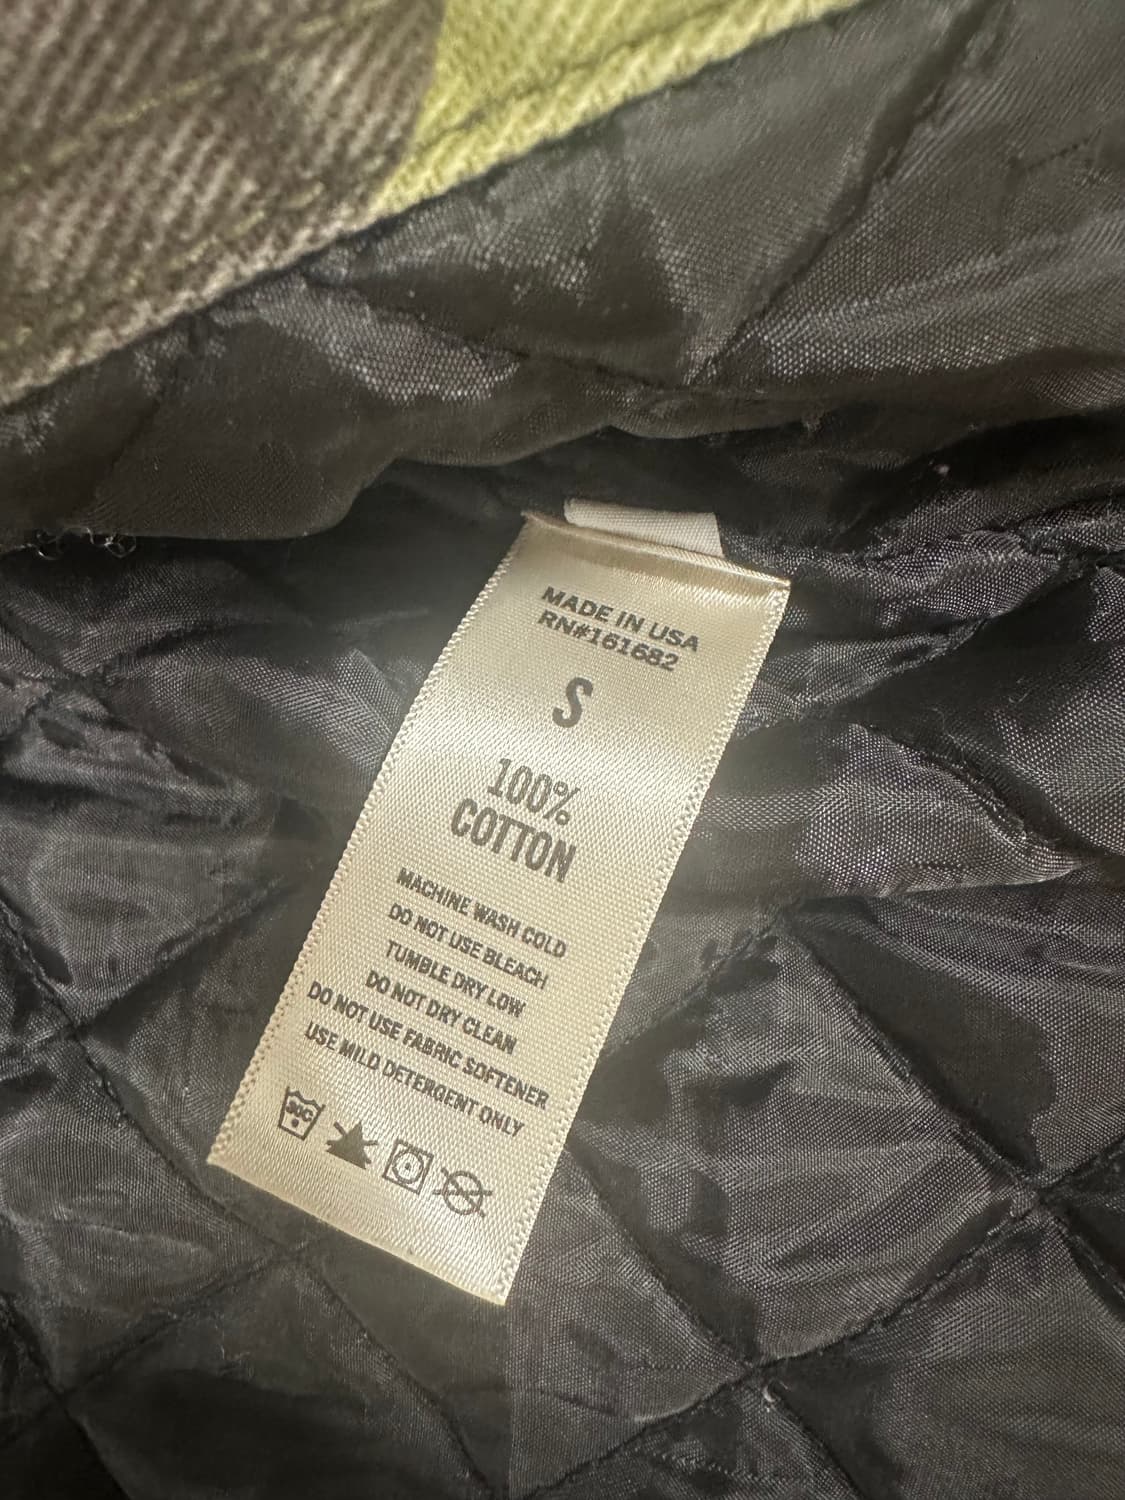 MADE IN USA
RN#161682
S
100%
COTTON
MACHINE WASH COLD
DO NOT USE BLEACH
TUMBLE DRY LOW
DO NOT DRY CLEAN
DO NOT USE FABRIC SOFTENER
USE MILD DETERGENT ONLY
30C